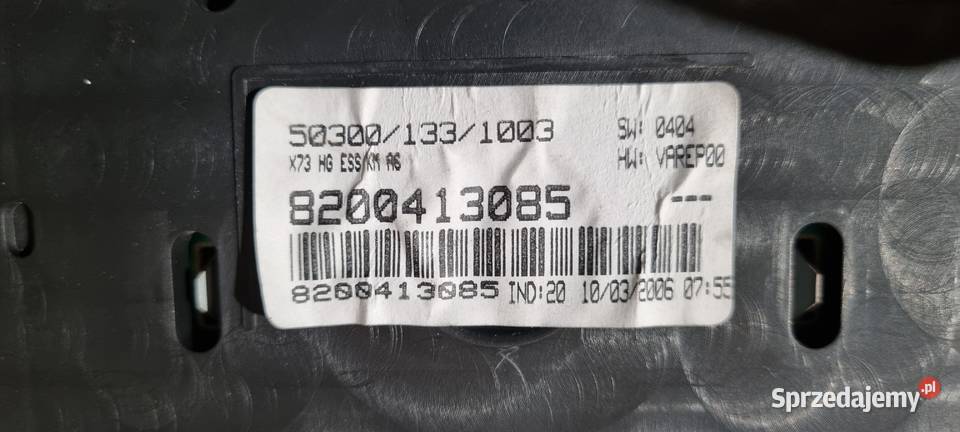 50300/133/1003 SW: 0404
X73 HG ESS/KM A6 HW: VAREP00
8200413085 ---
8200413085 IND:20 10/03/2006 07:55
Sprzedajemy.pl